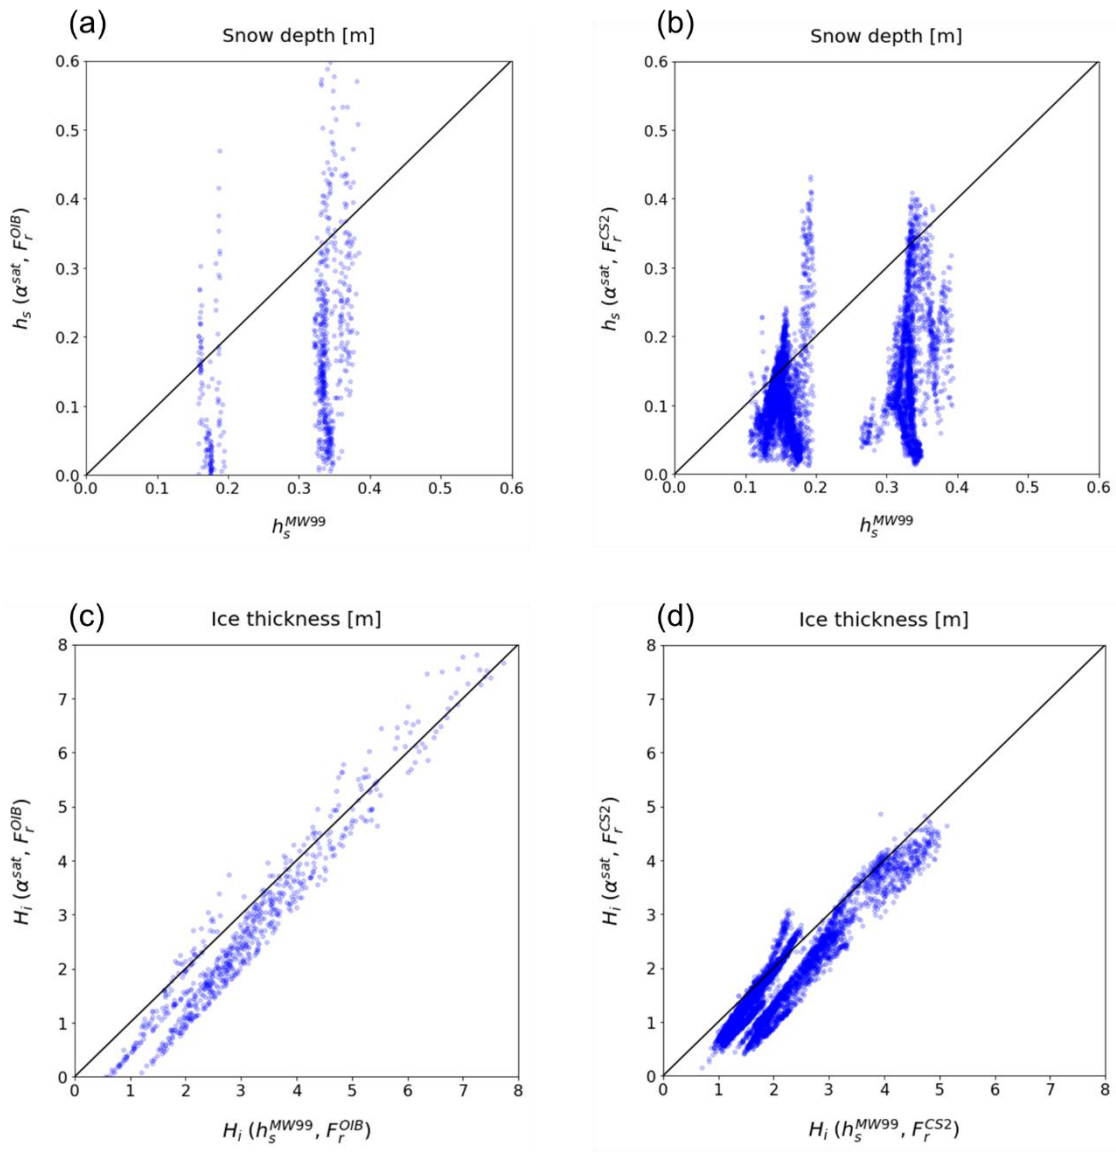 (a)
Snow depth [m]
0.6
0.5
0.4
0.3
0.2
0.1
0.0
h_s (α^sat, F_r^OIB)
0.0 0.1 0.2 0.3 0.4 0.5 0.6
h_s^MW99
(b)
Snow depth [m]
0.6
0.5
0.4
0.3
0.2
0.1
0.0
h_s (α^sat, F_r^CS2)
0.0 0.1 0.2 0.3 0.4 0.5 0.6
h_s^MW99
(c)
Ice thickness [m]
8
7
6
5
4
3
2
1
0
H_i (α^sat, F_r^OIB)
0 1 2 3 4 5 6 7 8
H_i (h_s^MW99, F_r^OIB)
(d)
Ice thickness [m]
8
7
6
5
4
3
2
1
0
H_i (α^sat, F_r^CS2)
0 1 2 3 4 5 6 7 8
H_i (h_s^MW99, F_r^CS2)